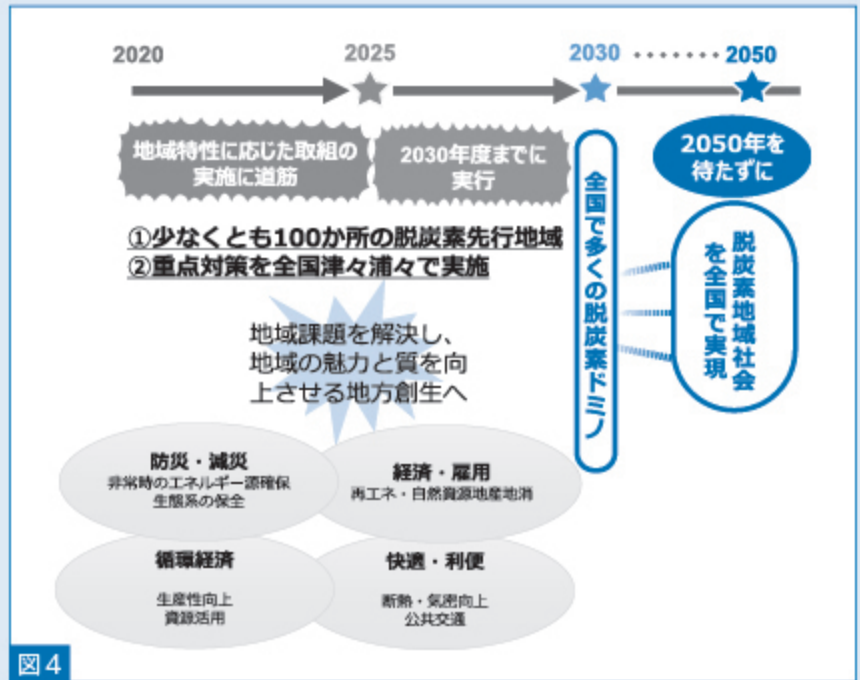 2020
2025
2030
2050
地域特性に応じた取組の
実施に道筋
2030年度までに
実行
2050年を
待たずに
①少なくとも100か所の脱炭素先行地域
②重点対策を全国津々浦々で実施
全国で多くの脱炭素ドミノ
脱炭素地域社会
を全国で実現
地域課題を解決し、
地域の魅力と質を向
上させる地方創生へ
防災・減災
非常時のエネルギー源確保
生態系の保全
経済・雇用
再エネ・自然資源地産地消
循環経済
生産性向上
資源活用
快適・利便
断熱・気密向上
公共交通
図4